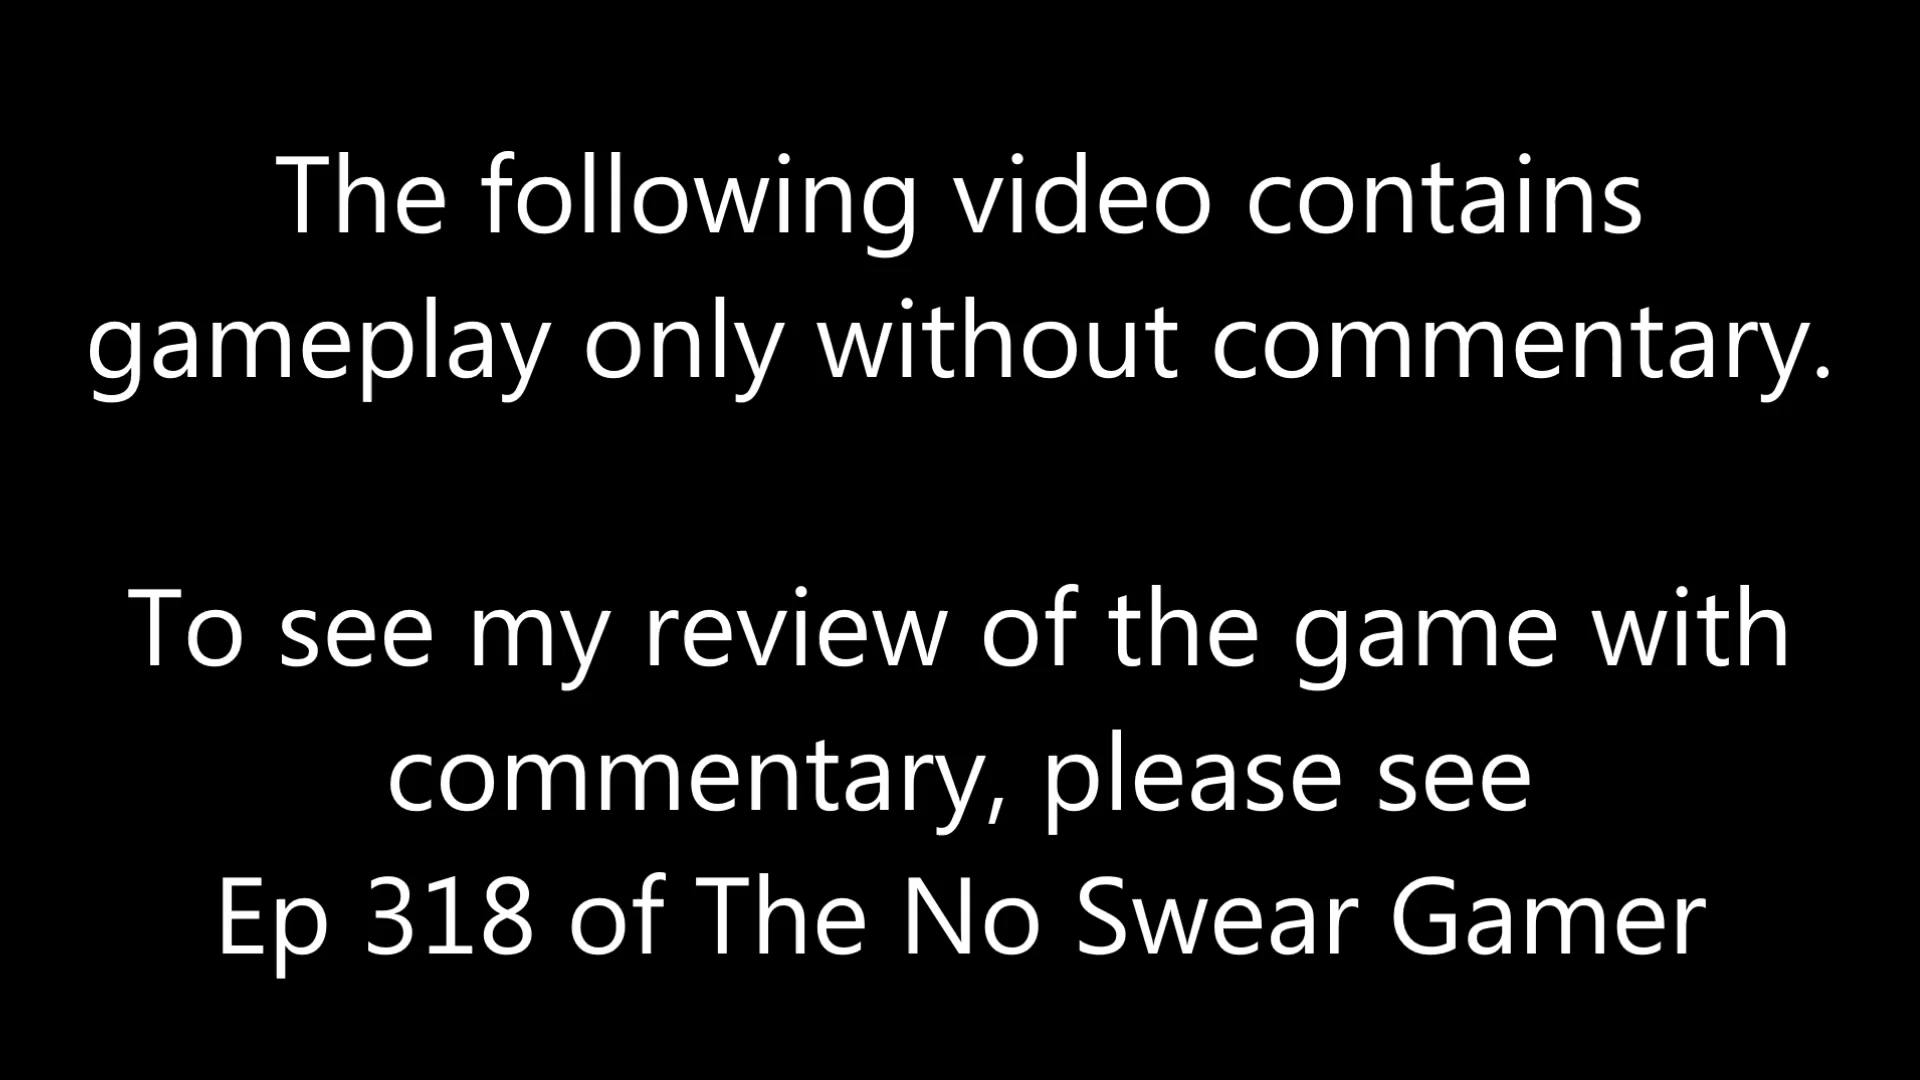 The following video contains
gameplay only without commentary.
To see my review of the game with
commentary, please see
Ep 318 of The No Swear Gamer